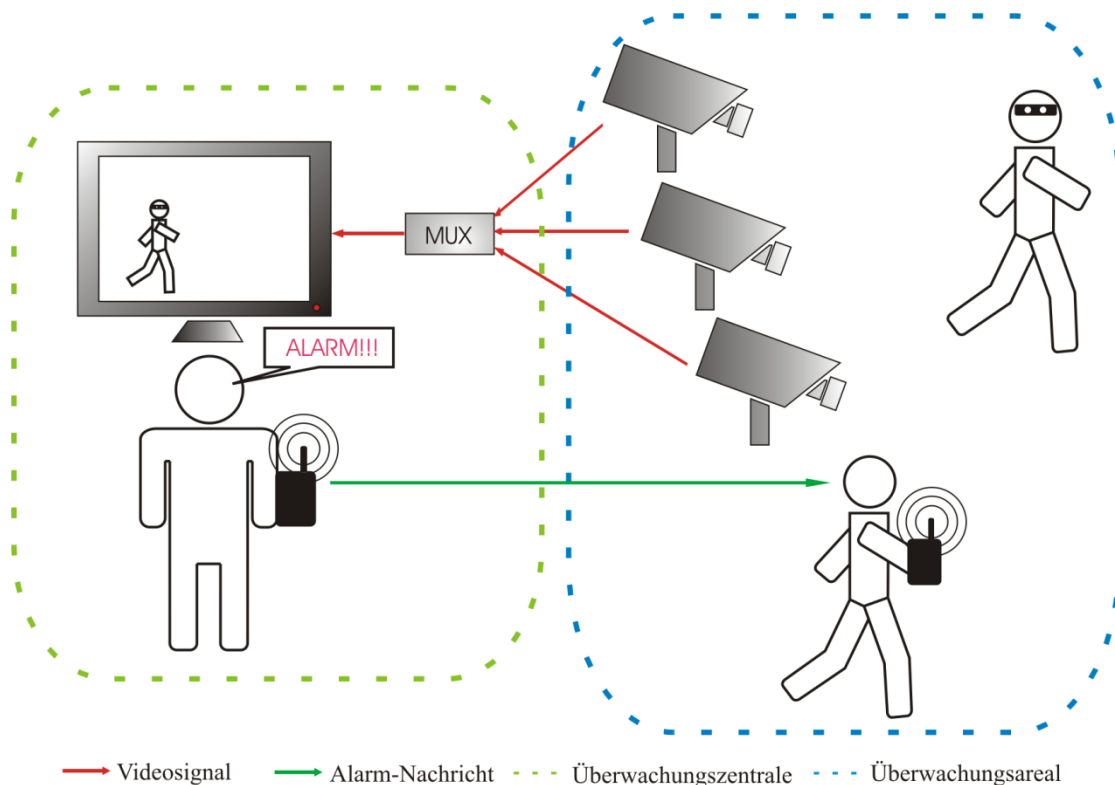 MUX
ALARM!!!
Videosignal
Alarm-Nachricht
Überwachungszentrale
Überwachungsareal